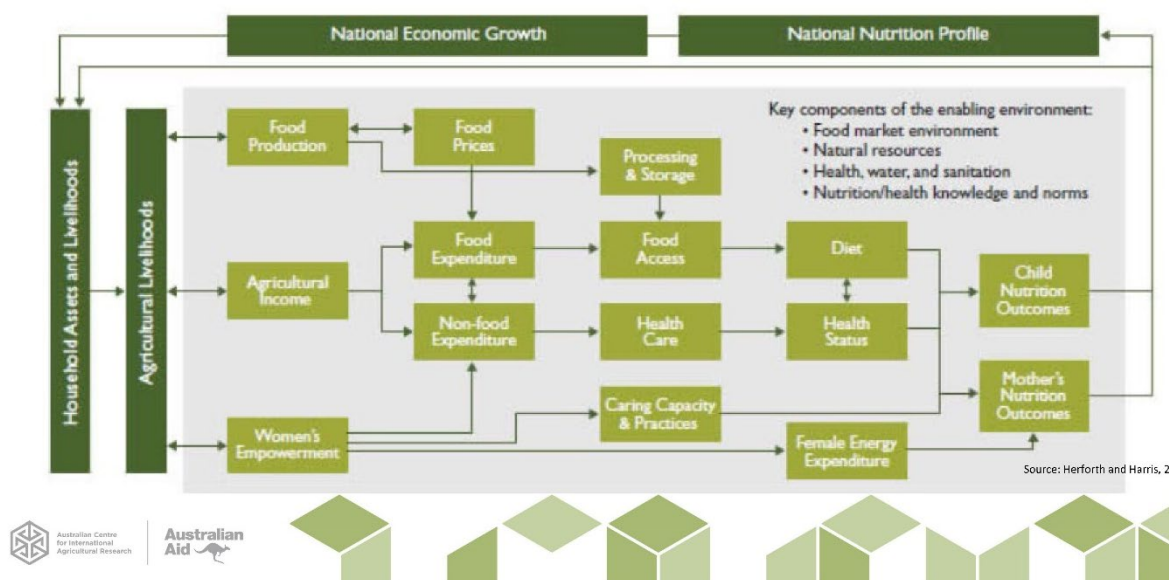 National Economic Growth
National Nutrition Profile
Household Assets and Livelihoods
Agricultural Livelihoods
Food
Production
Food
Prices
Processing
& Storage
Key components of the enabling environment:
• Food market environment
• Natural resources
• Health, water, and sanitation
• Nutrition/health knowledge and norms
Agricultural
Income
Food
Expenditure
Food
Access
Diet
Non-food
Expenditure
Health
Care
Health
Status
Child
Nutrition
Outcomes
Women's
Empowerment
Caring Capacity
& Practices
Female Energy
Expenditure
Mother's
Nutrition
Outcomes
Source: Herforth and Harris, 2
Australian Centre
for International
Agricultural Research
Australian
Aid